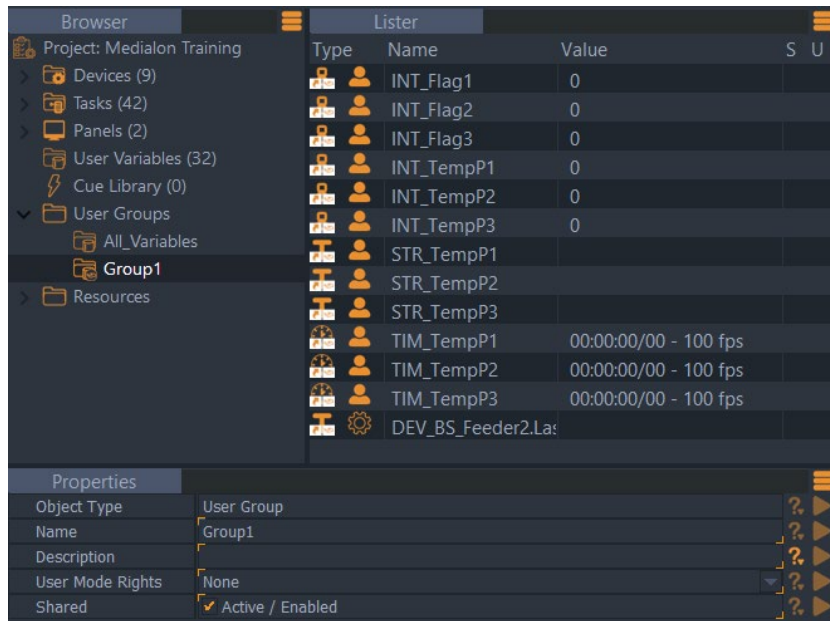 Browser
Project: Medialon Training
Devices (9)
Tasks (42)
Panels (2)
User Variables (32)
Cue Library (0)
User Groups
All_Variables
Group1
Resources
Lister
Type Name Value S U
INT_Flag1 0
INT_Flag2 0
INT_Flag3 0
INT_TempP1 0
INT_TempP2 0
INT_TempP3 0
STR_TempP1
STR_TempP2
STR_TempP3
TIM_TempP1 00:00:00/00 - 100 fps
TIM_TempP2 00:00:00/00 - 100 fps
TIM_TempP3 00:00:00/00 - 100 fps
DEV_BS_Feeder2.Las
Properties
Object Type User Group ?
Name Group1 ?
Description ?
User Mode Rights None ?
Shared Active / Enabled ?